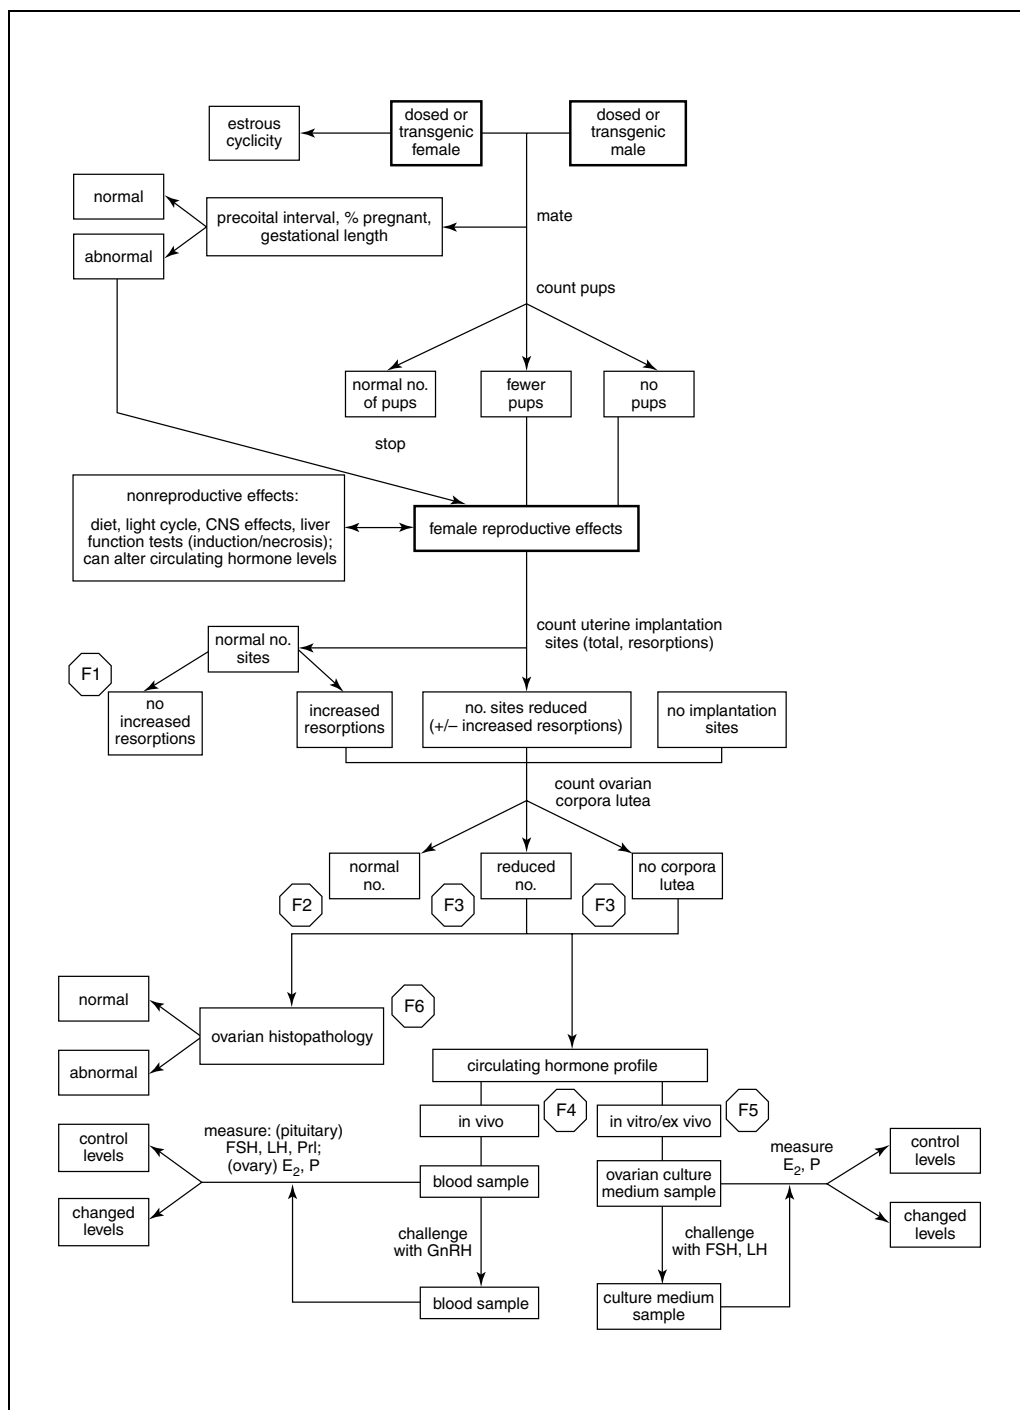 estrous
cyclicity
dosed or
transgenic
female
dosed or
transgenic
male
normal
abnormal
precoital interval, % pregnant,
gestational length
mate
count pups
normal no.
of pups
fewer
pups
no
pups
stop
nonreproductive effects:
diet, light cycle, CNS effects, liver
function tests (induction/necrosis);
can alter circulating hormone levels
female reproductive effects
count uterine implantation
sites (total, resorptions)
normal no.
sites
F1
no
increased
resorptions
increased
resorptions
no. sites reduced
(+/– increased resorptions)
no implantation
sites
count ovarian
corpora lutea
normal
no.
reduced
no.
no corpora
lutea
F2
F3
F3
normal
abnormal
ovarian histopathology
F6
circulating hormone profile
in vivo
F4
in vitro/ex vivo
F5
control
levels
changed
levels
measure: (pituitary)
FSH, LH, Prl;
(ovary) E₂, P
blood sample
ovarian culture
medium sample
measure
E₂, P
control
levels
changed
levels
challenge
with GnRH
challenge
with FSH, LH
blood sample
culture medium
sample